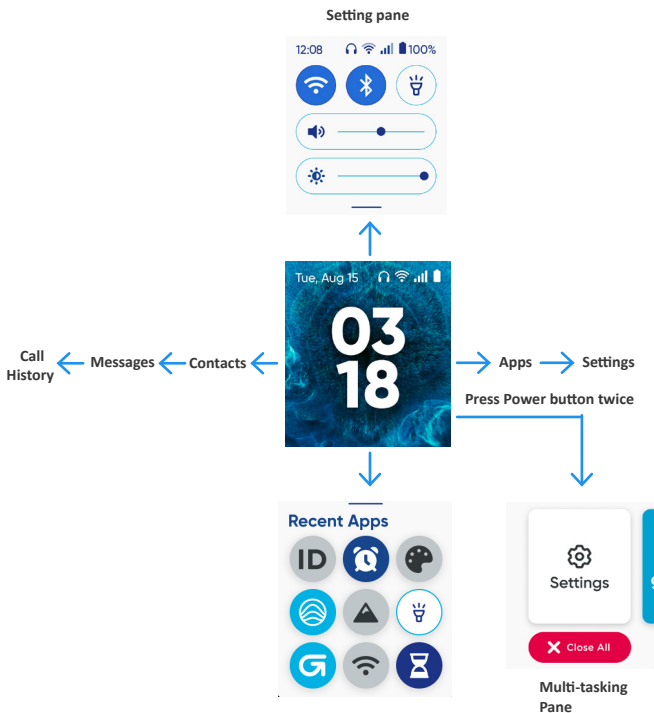 Setting pane
12:08
100%
Tue, Aug 15
03
18
Call
History
Messages
Contacts
Apps
Settings
Press Power button twice
Recent Apps
ID
Settings
Close All
Multi-tasking
Pane